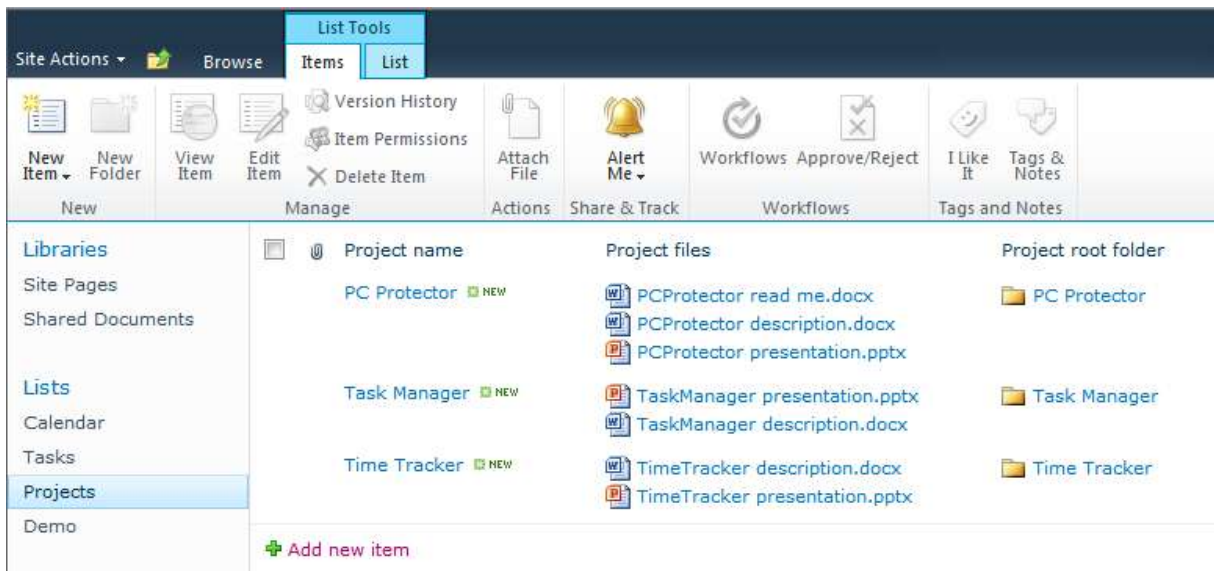 List Tools
Site Actions Browse Items List
Version History
Item Permissions
Delete Item
New Item New Folder View Item Edit Item Attach File Alert Me Workflows Approve/Reject I Like It Tags & Notes
New Manage Actions Share & Track Workflows Tags and Notes
Libraries
Site Pages
Shared Documents
Lists
Calendar
Tasks
Projects
Demo
Project name Project files Project root folder
PC Protector NEW PCProtector read me.docx PC Protector
PCProtector description.docx
PCProtector presentation.pptx
Task Manager NEW TaskManager presentation.pptx Task Manager
TaskManager description.docx
Time Tracker NEW TimeTracker description.docx Time Tracker
TimeTracker presentation.pptx
Add new item